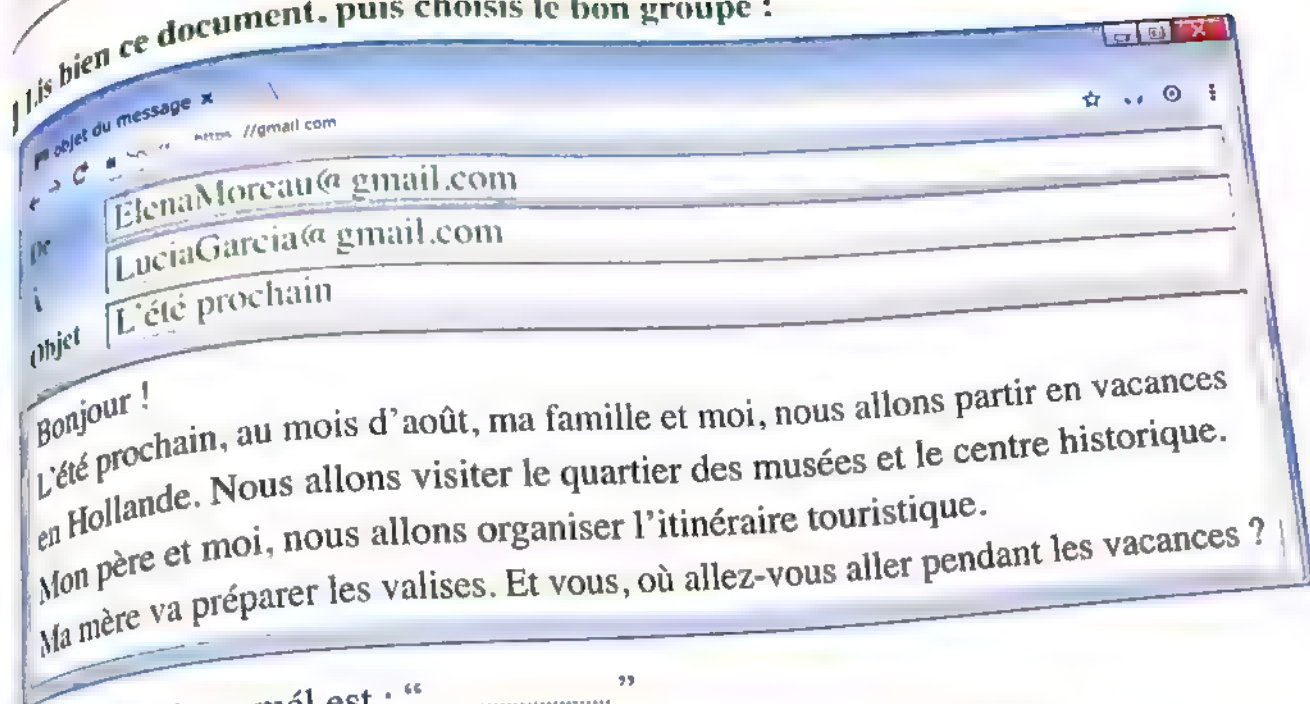 Lis bien ce document. puis choisis le bon groupe :
objet du message x
https //gmail com
De ElenaMoreau@gmail.com
À LuciaGarcia@gmail.com
Objet L'été prochain
Bonjour !
L'été prochain, au mois d'août, ma famille et moi, nous allons partir en vacances
en Hollande. Nous allons visiter le quartier des musées et le centre historique.
Mon père et moi, nous allons organiser l'itinéraire touristique.
Ma mère va préparer les valises. Et vous, où allez-vous aller pendant les vacances ?
mél est : “ .................. ”